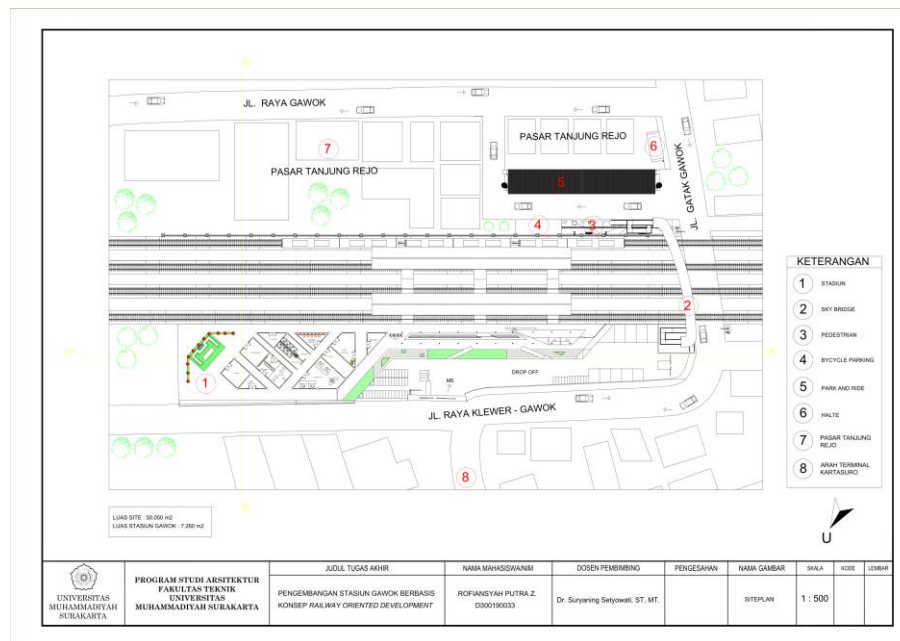 JL. RAYA GAWOK
PASAR TANJUNG REJO
7
6
PASAR TANJUNG REJO
5
JL. GATAK GAWOK
4
3
2
KETERANGAN
1 STASIUN
2 SKY BRIDGE
3 PEDESTRIAN
4 BYCYCLE PARKING
5 PARK AND RIDE
6 HALTE
7 PASAR TANJUNG
REJO
8 ARAH TERMINAL
KARTASURO
1
DROP OFF
ME
JL. RAYA KLEWER - GAWOK
8
LUAS SITE : 50.050 m2
LUAS STASIUN GAWOK : 7,260 m2
U
UNIVERSITAS
MUHAMMADIYAH
SURAKARTA
PROGRAM STUDI ARSITEKTUR
FAKULTAS TEKNIK
UNIVERSITAS
MUHAMMADIYAH SURAKARTA
JUDUL TUGAS AKHIR
PENGEMBANGAN STASIUN GAWOK BERBASIS
KONSEP RAILWAY ORIENTED DEVELOPMENT
NAMA MAHASISWA/NIM
ROFIANSYAH PUTRA Z.
D300190033
DOSEN PEMBIMBING
Dr. Suryaning Setyowati, ST, MT.
PENGESAHAN
NAMA GAMBAR
SITEPLAN
SKALA
1 : 500
KODE
LEMBAR